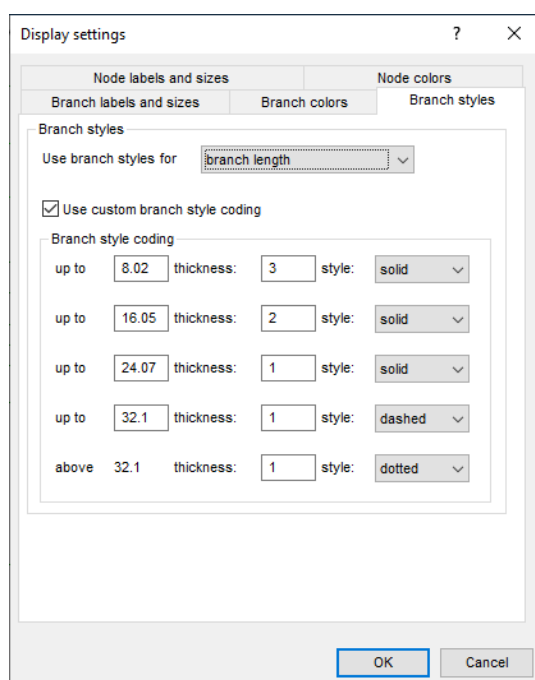 Display settings ?
Node labels and sizes Node colors
Branch labels and sizes Branch colors Branch styles
Branch styles
Use branch styles for branch length
Use custom branch style coding
Branch style coding
up to 8.02 thickness: 3 style: solid
up to 16.05 thickness: 2 style: solid
up to 24.07 thickness: 1 style: solid
up to 32.1 thickness: 1 style: dashed
above 32.1 thickness: 1 style: dotted
OK Cancel